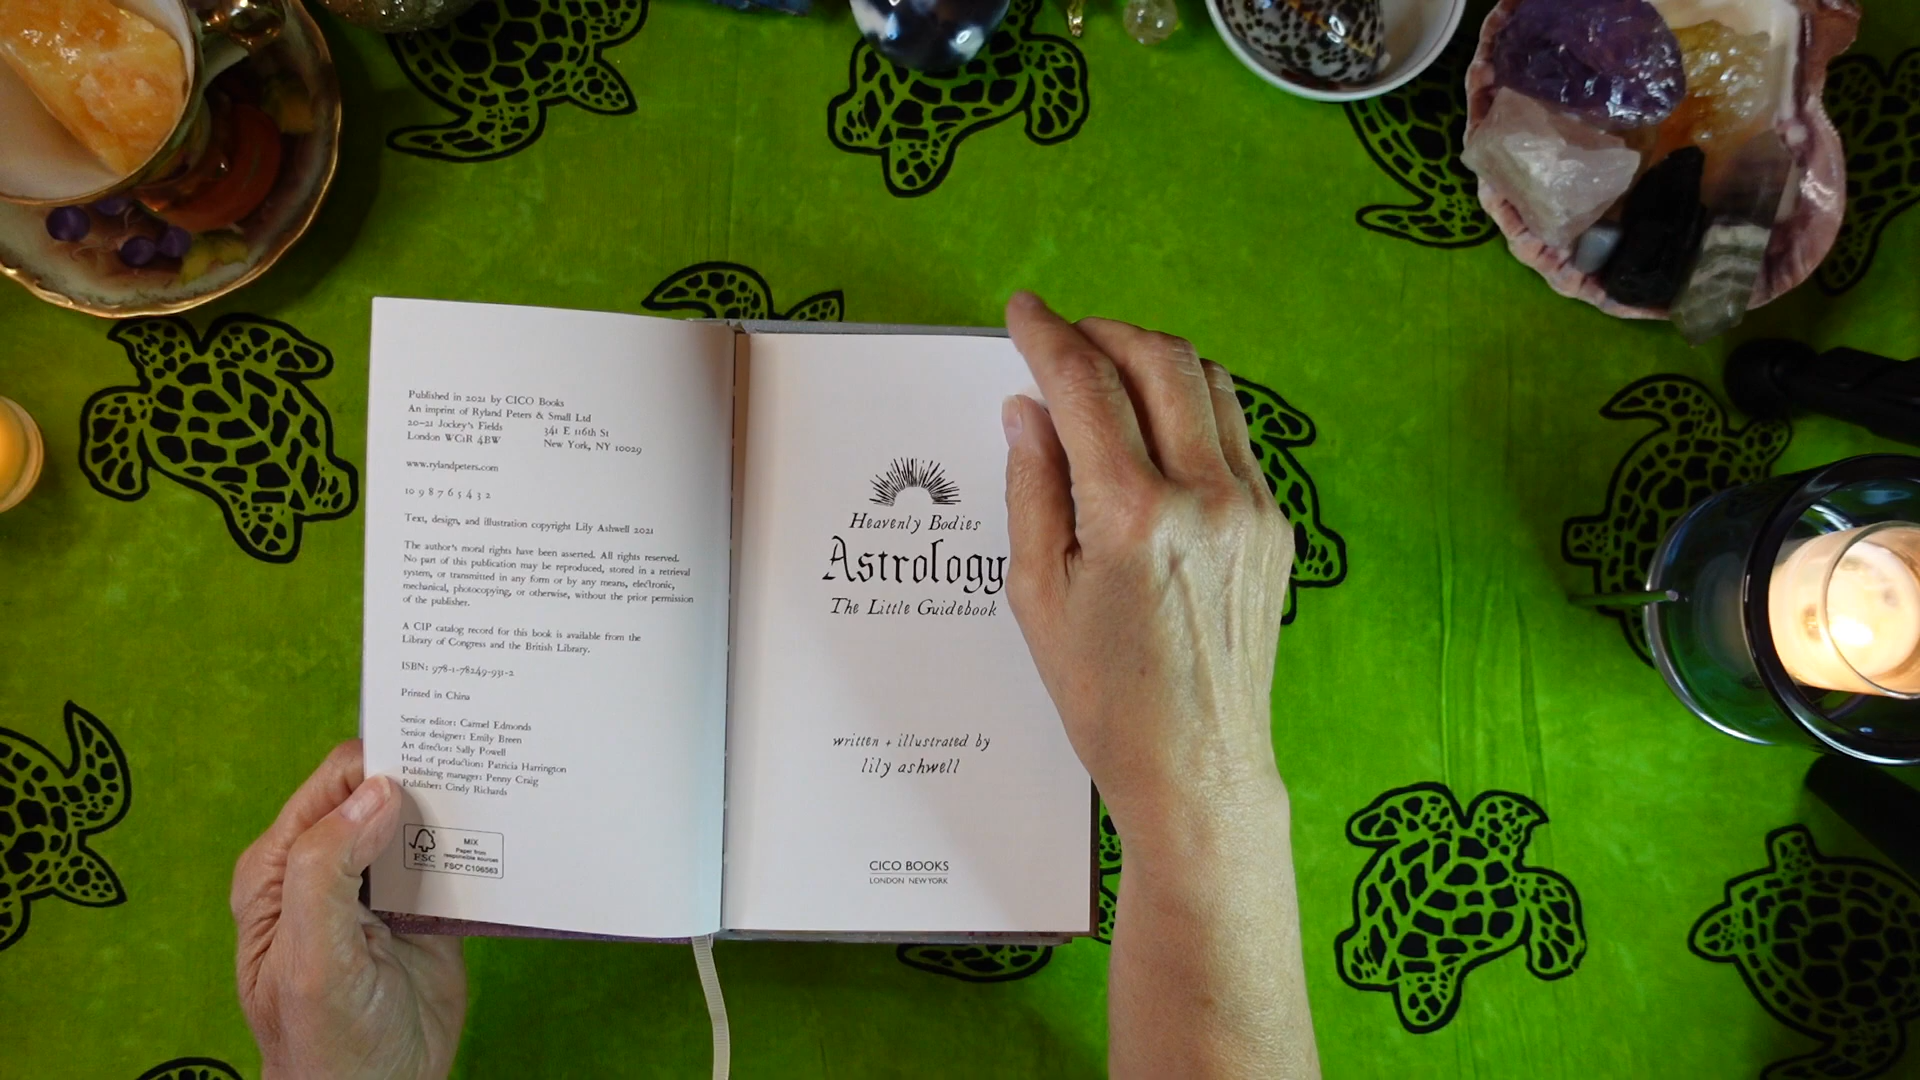 Published in 2021 by CICO Books
An imprint of Ryland Peters & Small Ltd
20–21 Jockey's Fields 341 E 116th St
London WC1R 4BW New York, NY 10029
www.rylandpeters.com
10 9 8 7 6 5 4 3 2
Text, design, and illustration copyright Lily Ashwell 2021
The author's moral rights have been asserted. All rights reserved.
No part of this publication may be reproduced, stored in a retrieval
system, or transmitted in any form or by any means, electronic,
mechanical, photocopying, or otherwise, without the prior permission
of the publisher.
A CIP catalog record for this book is available from the
Library of Congress and the British Library.
ISBN: 978-1-78249-931-2
Printed in China
Senior editor: Carmel Edmonds
Senior designer: Emily Breen
Art director: Sally Powell
Head of production: Patricia Harrington
Publishing manager: Penny Craig
Publisher: Cindy Richards
FSC
MIX
Paper from
responsible sources
FSC® C106563
Heavenly Bodies
Astrology
The Little Guidebook
written + illustrated by
lily ashwell
CICO BOOKS
LONDON NEW YORK